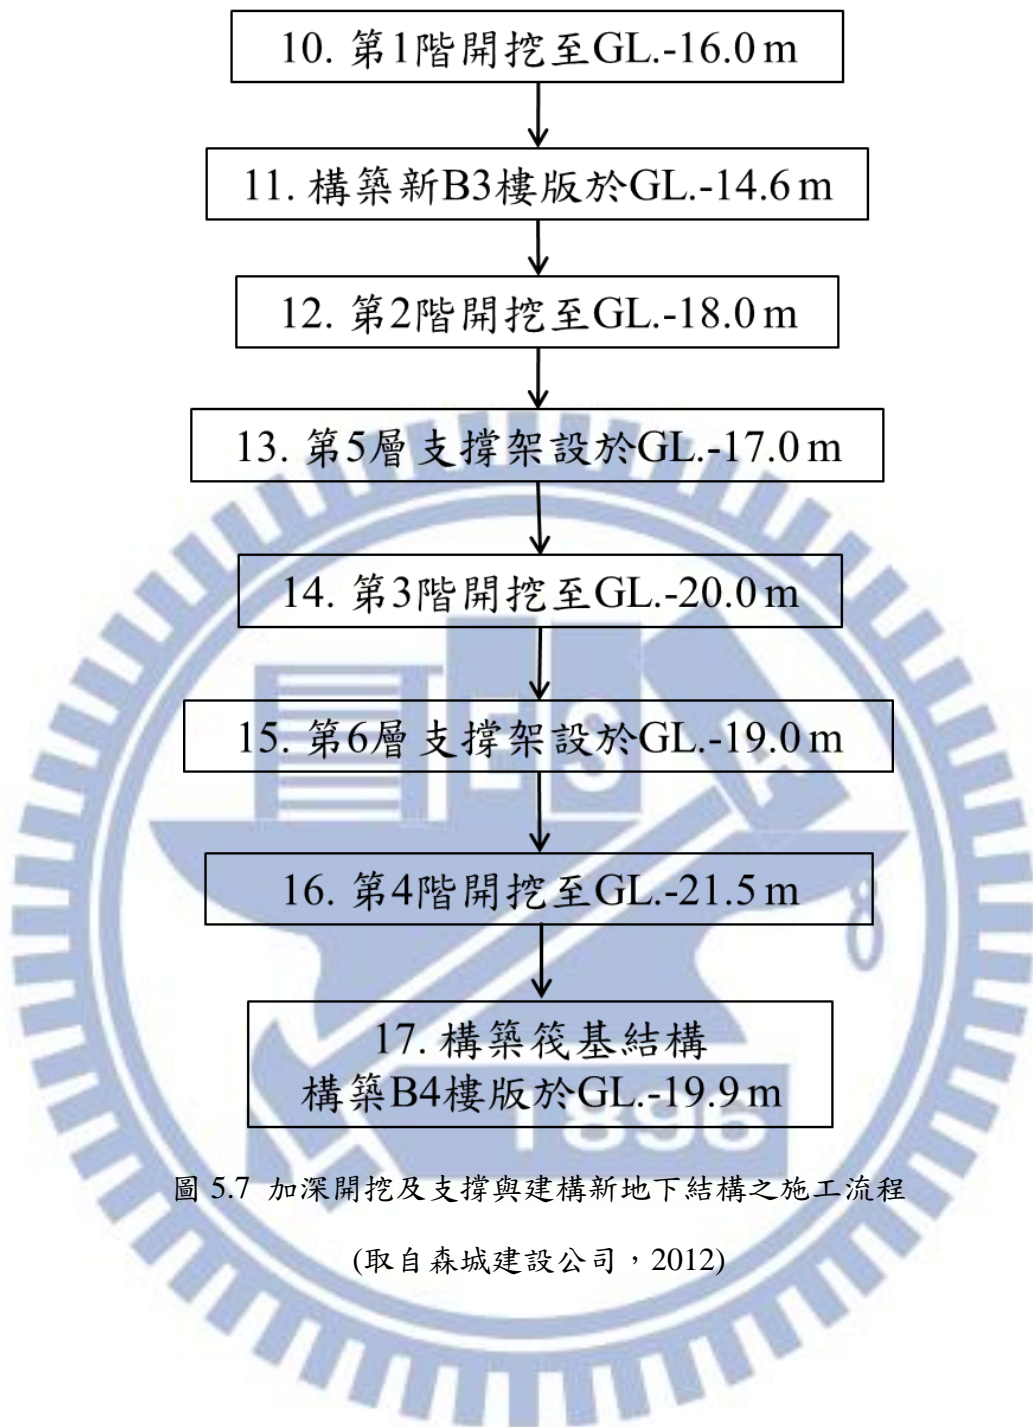 10. 第1階開挖至GL.-16.0 m
11. 構築新B3樓版於GL.-14.6 m
12. 第2階開挖至GL.-18.0 m
13. 第5層支撐架設於GL.-17.0 m
14. 第3階開挖至GL.-20.0 m
15. 第6層支撐架設於GL.-19.0 m
16. 第4階開挖至GL.-21.5 m
17. 構築筏基結構
構築B4樓版於GL.-19.9 m
圖 5.7 加深開挖及支撐與建構新地下結構之施工流程
(取自森城建設公司，2012)
ES
1896